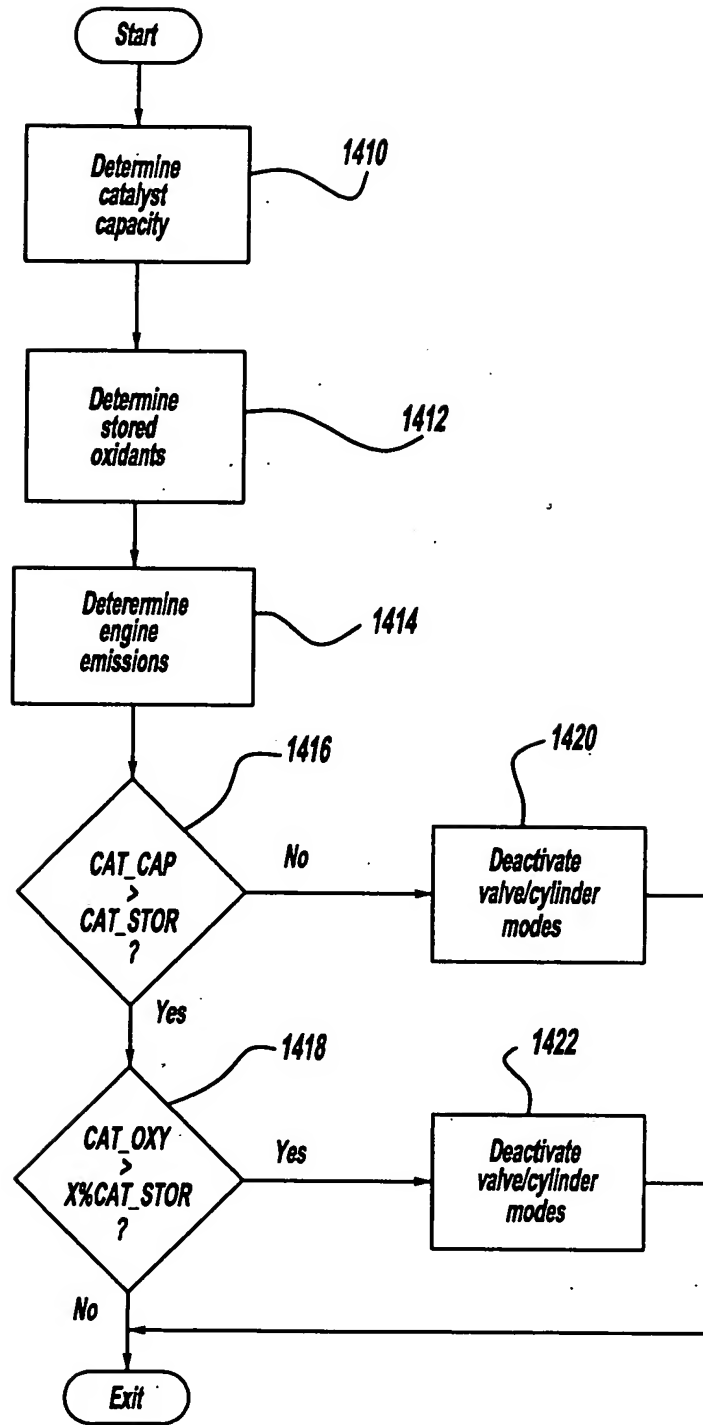 Start
Determine
catalyst
capacity
1410
Determine
stored
oxidants
1412
Deterermine
engine
emissions
1414
1416
CAT_CAP
>
CAT_STOR
?
No
1420
Deactivate
valve/cylinder
modes
Yes
1418
CAT_OXY
>
X%CAT_STOR
?
Yes
1422
Deactivate
valve/cylinder
modes
No
Exit